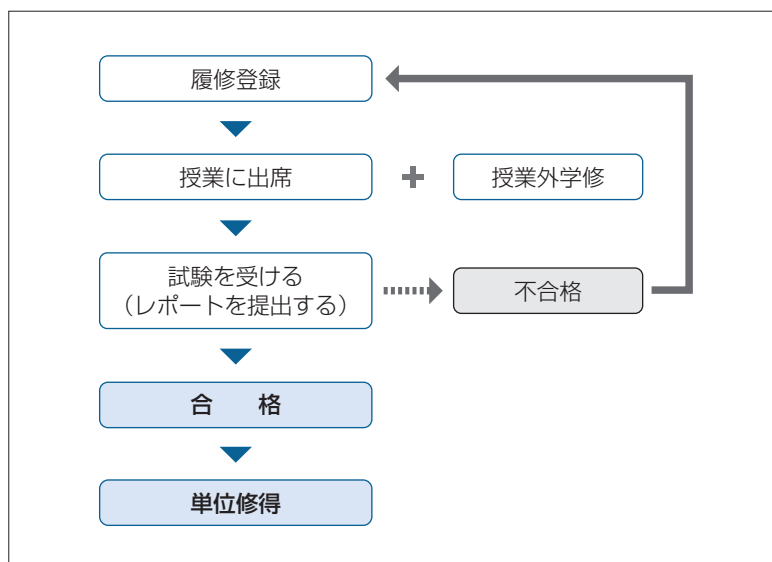 履修登録
授業に出席
授業外学修
試験を受ける
（レポートを提出する）
不合格
合　格
単位修得